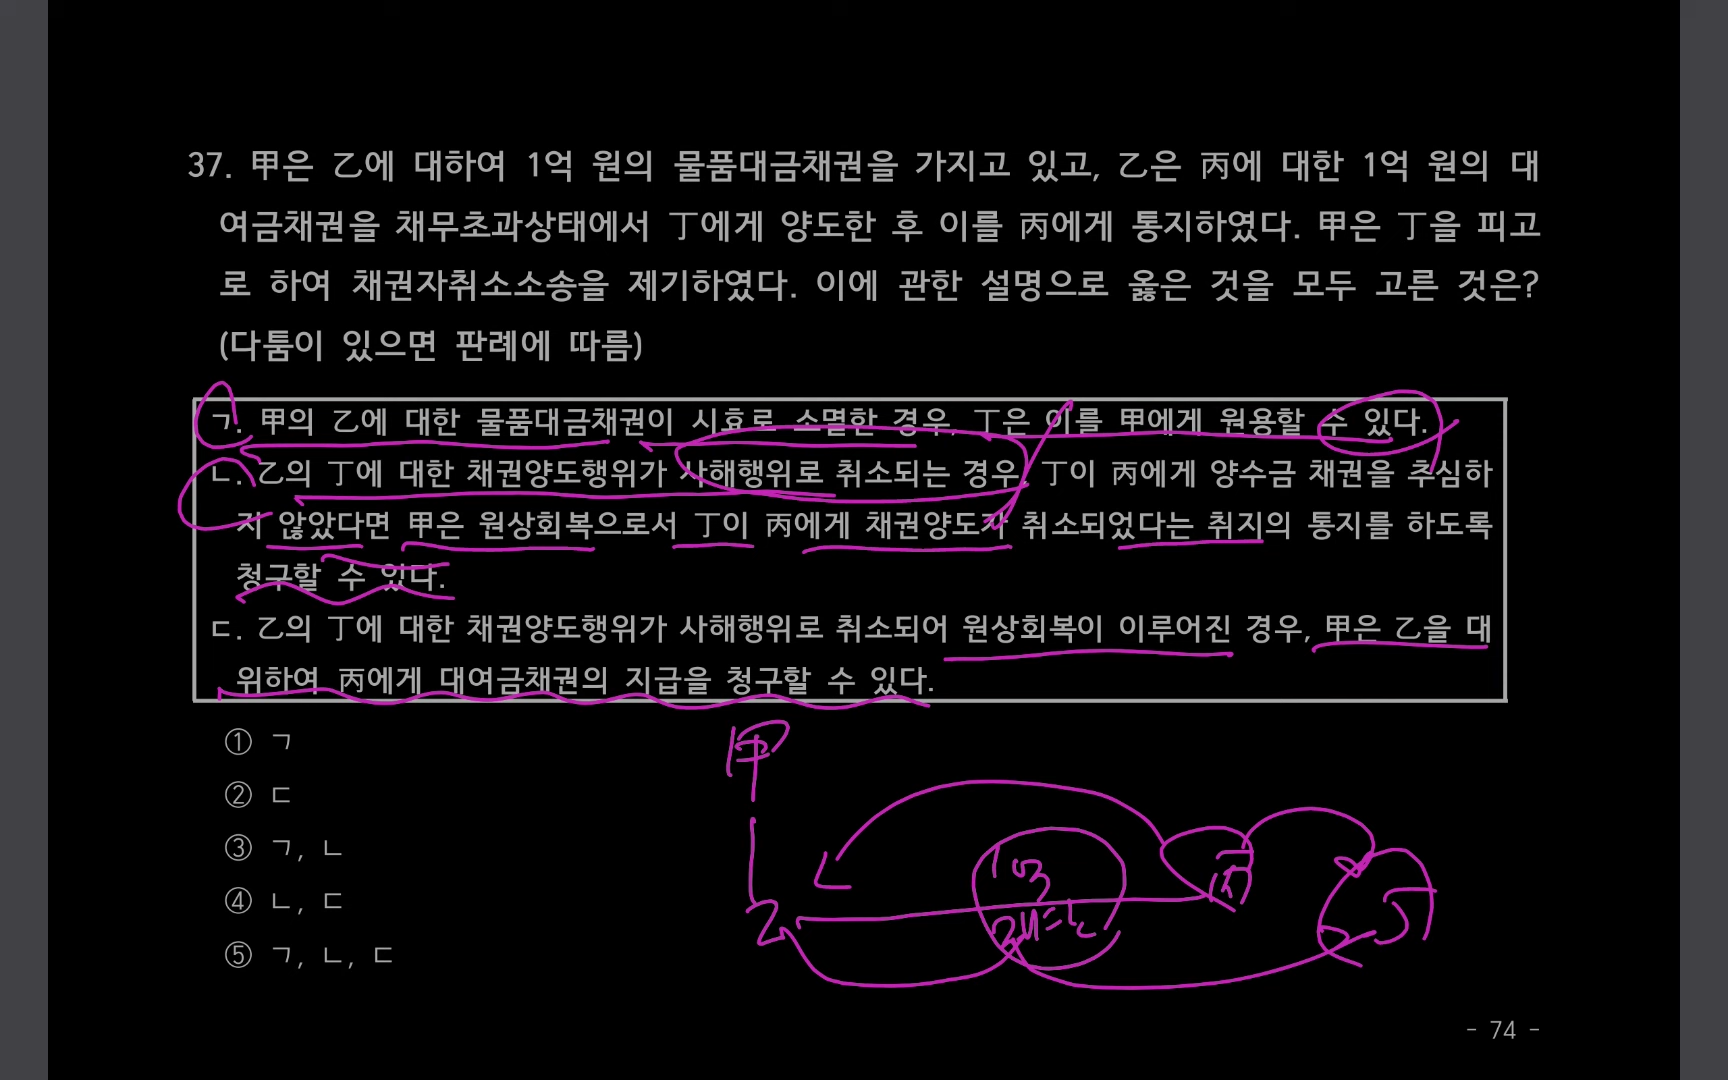 37. 甲은 乙에 대하여 1억 원의 물품대금채권을 가지고 있고, 乙은 丙에 대한 1억 원의 대
여금채권을 채무초과상태에서 丁에게 양도한 후 이를 丙에게 통지하였다. 甲은 丁을 피고
로 하여 채권자취소소송을 제기하였다. 이에 관한 설명으로 옳은 것을 모두 고른 것은?
(다툼이 있으면 판례에 따름)
ㄱ. 甲의 乙에 대한 물품대금채권이 시효로 소멸한 경우, 丁은 이를 甲에게 원용할 수 있다.
ㄴ. 乙의 丁에 대한 채권양도행위가 사해행위로 취소되는 경우, 丁이 丙에게 양수금 채권을 추심하
지 않았다면 甲은 원상회복으로서 丁이 丙에게 채권양도가 취소되었다는 취지의 통지를 하도록
청구할 수 있다.
ㄷ. 乙의 丁에 대한 채권양도행위가 사해행위로 취소되어 원상회복이 이루어진 경우, 甲은 乙을 대
위하여 丙에게 대여금채권의 지급을 청구할 수 있다.
① ㄱ
② ㄷ
③ ㄱ, ㄴ
④ ㄴ, ㄷ
⑤ ㄱ, ㄴ, ㄷ
甲
乙
丙
- 74 -